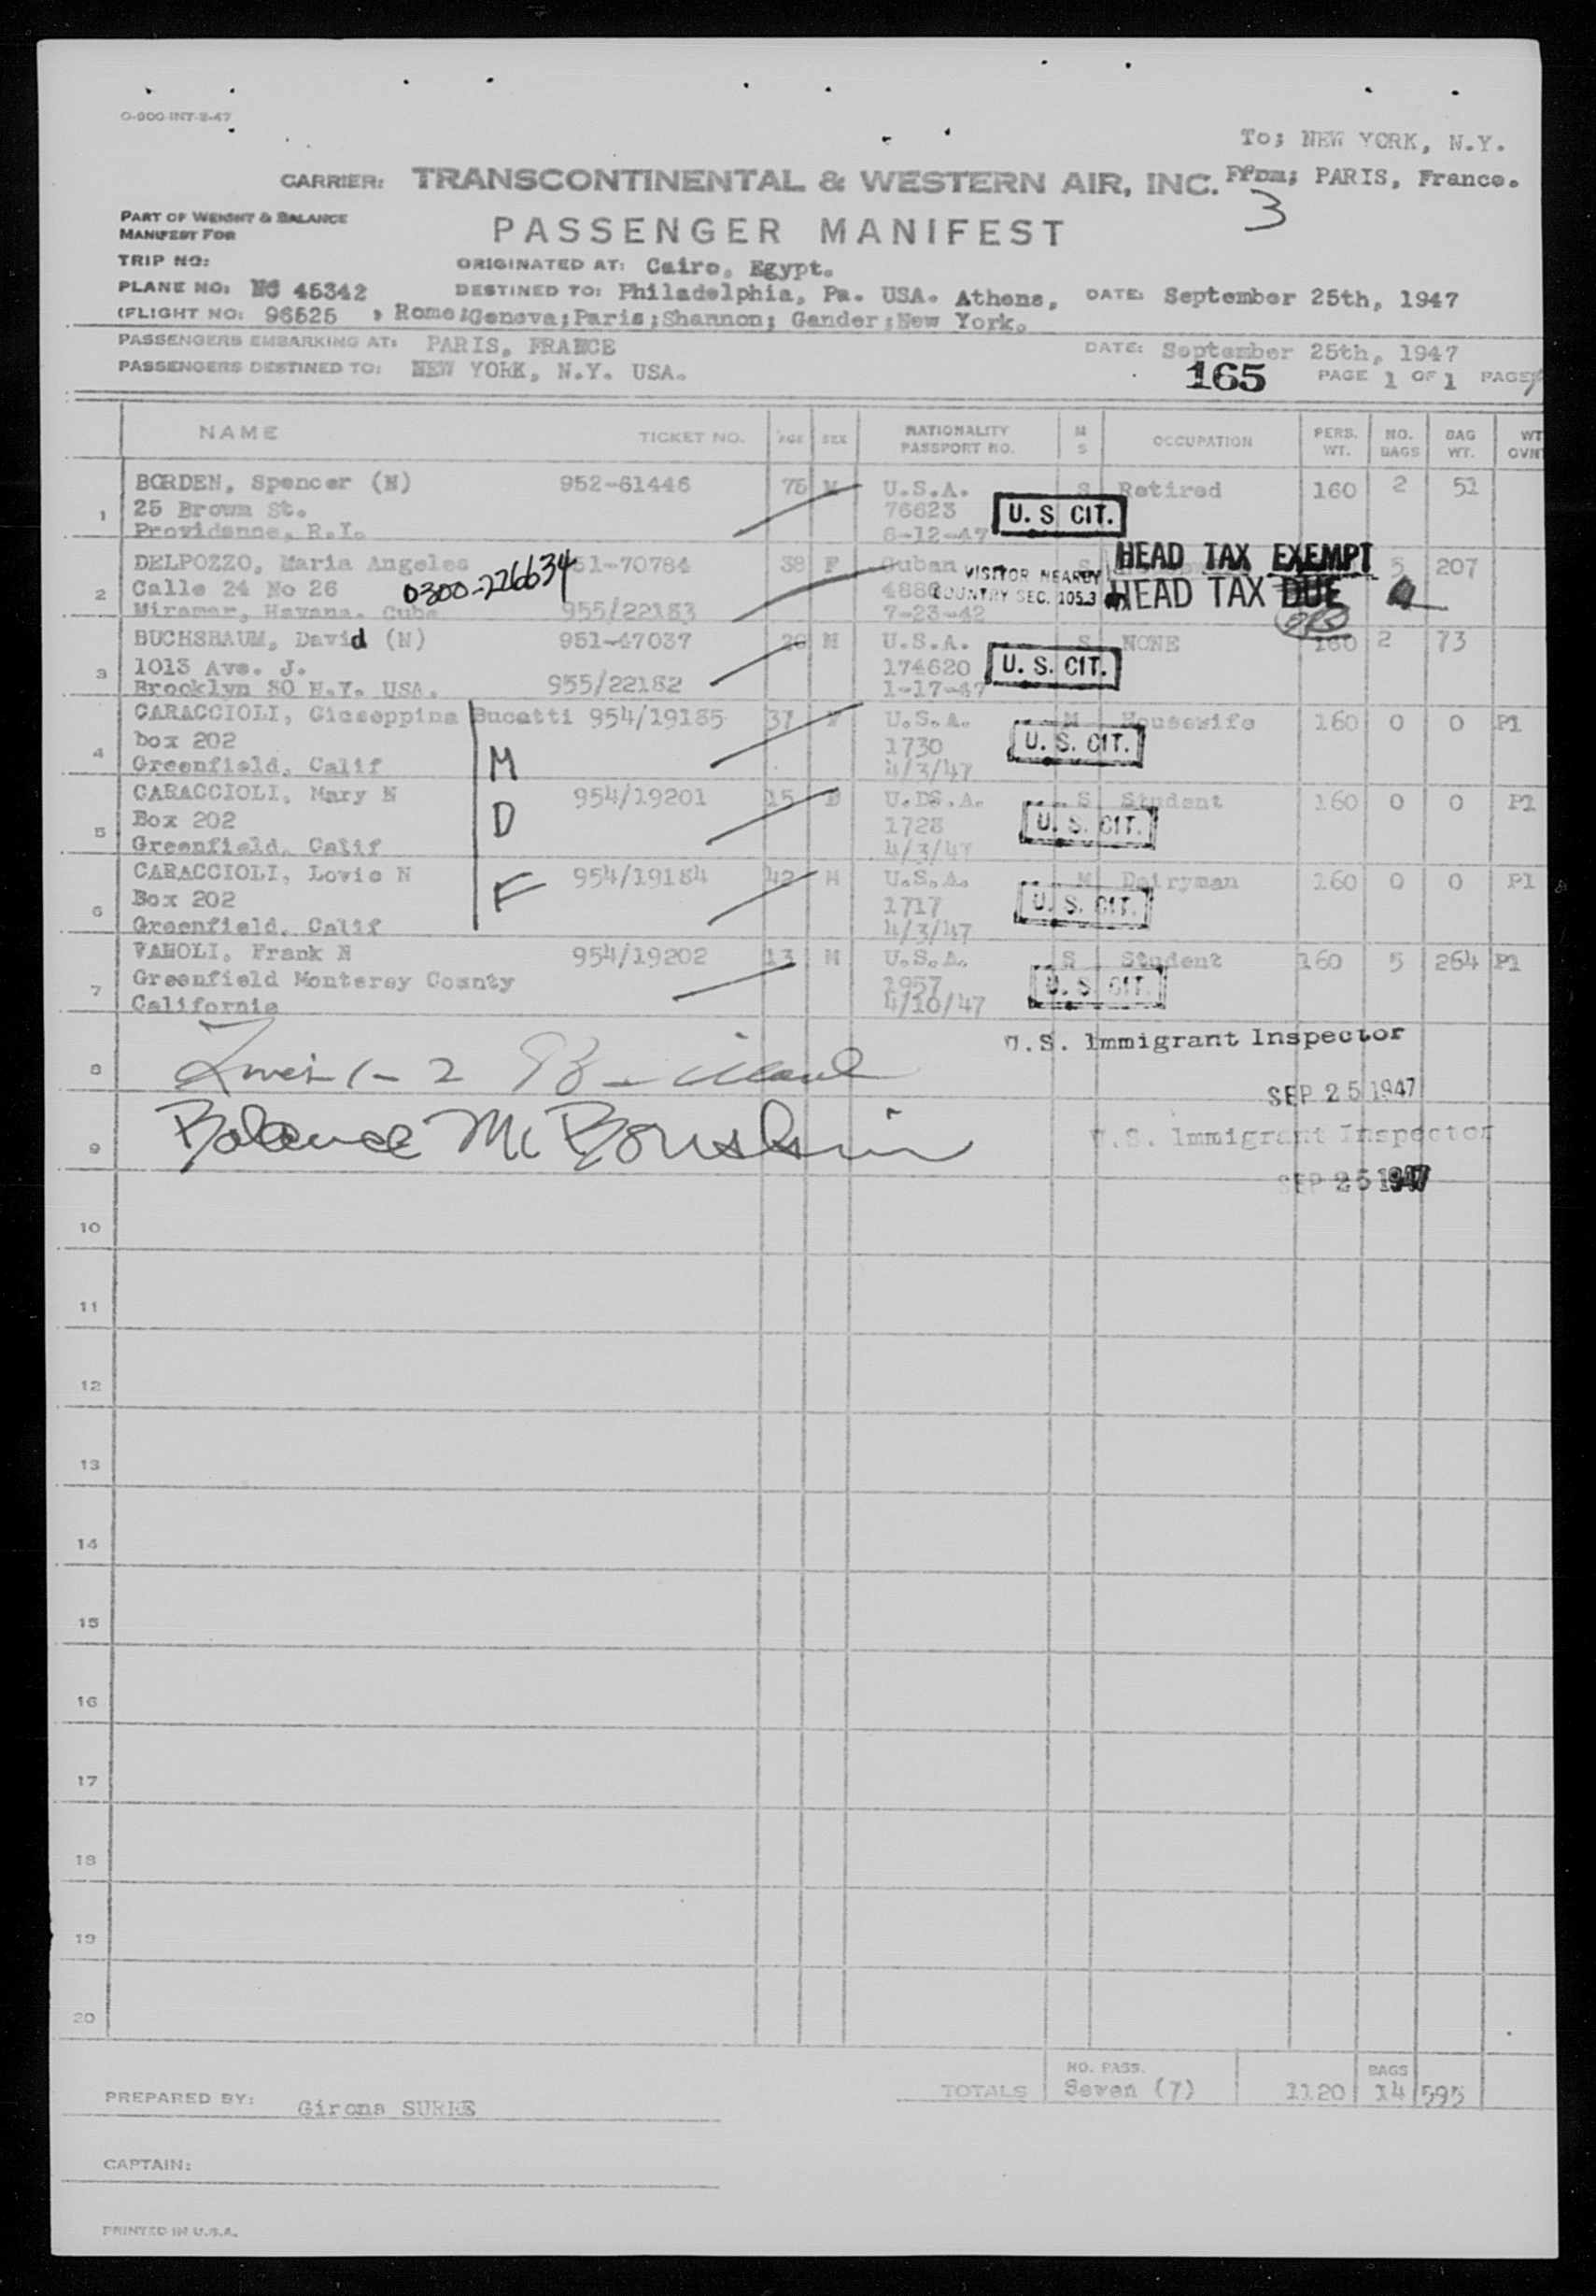 O-900-INT-8-47
To; NEW YORK, N.Y.
CARRIER: TRANSCONTINENTAL & WESTERN AIR, INC. PARIS, France.
3
PART OF WEIGHT & BALANCE
MANIFEST FOR
PASSENGER MANIFEST
TRIP NO: ORIGINATED AT: Cairo, Egypt.
PLANE NO: NC 45342 DESTINED TO: Philadelphia, Pa. USA. Athens, DATE: September 25th, 1947
(FLIGHT NO: 96525 , Rome;Geneva;Paris;Shannon; Gander;New York.
PASSENGERS EMBARKING AT: PARIS, FRANCE DATE: September 25th, 1947
PASSENGERS DESTINED TO: NEW YORK, N.Y. USA. 165 PAGE 1 OF 1 PAGES
NAME TICKET NO. AGE SEX NATIONALITY PASSPORT NO. M S OCCUPATION PERS. WT. NO. BAGS BAG WT. WT OVN
1 BORDEN, Spencer (N) 952-61446 75 M U.S.A. S Retired 160 2 51
25 Brown St. 76623 U. S CIT.
Providence, R.I. 6-12-47
2 DELPOZZO, Maria Angeles 51-70784 38 F Cuban S HEAD TAX EXEMPT 5 207
Calle 24 No 26 0300-226634 VISITOR NEARBY COUNTRY SEC. 105.3 HEAD TAX DUE
Miramar, Havana. Cuba 955/22183 7-23-42
3 BUCHSBAUM, David (N) 951-47037 M U.S.A. S NONE 160 2 73
1013 Ave. J. 174620 U. S. CIT.
Brooklyn 30 N.Y. USA. 955/22182 1-17-47
4 CARACCIOLI, Giuseppina Bucatti 954/19185 37 F U.S.A. M Housewife 160 0 0 P1
box 202 M 1730 U. S. CIT.
Greenfield, Calif 4/3/47
5 CARACCIOLI, Mary N 954/19201 15 U.DS.A. S Student 160 0 0 P1
Box 202 D 1728 U. S. CIT.
Greenfield, Calif 4/3/47
6 CARACCIOLI, Lovie N 954/19184 42 M U.S.A. M Dairyman 160 0 0 P1
Box 202 F 1717 U. S. CIT.
Greenfield, Calif 4/3/47
7 VANOLI, Frank N 954/19202 13 M U.S.A. S Student 160 5 264 P1
Greenfield Monterey County 1957 U. S CIT.
California 4/10/47
U.S. Immigrant Inspector
8
SEP 25 1947
Balance
U.S. Immigrant Inspector
9
SEP 25 1947
10
11
12
13
14
15
16
17
18
19
20
NO. PASS. BAGS
TOTALS Seven (7) 1120 14 595
PREPARED BY: Girona
CAPTAIN:
PRINTED IN U.S.A.